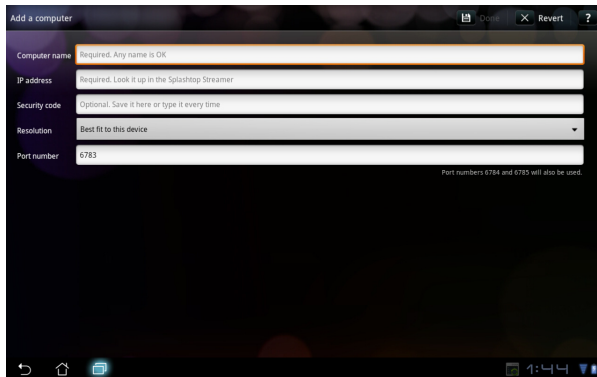 Add a computer
Done
Revert
?
Computer name
Required. Any name is OK
IP address
Required. Look it up in the Splashtop Streamer
Security code
Optional. Save it here or type it every time
Resolution
Best fit to this device
Port number
6783
Port numbers 6784 and 6785 will also be used.
1:44